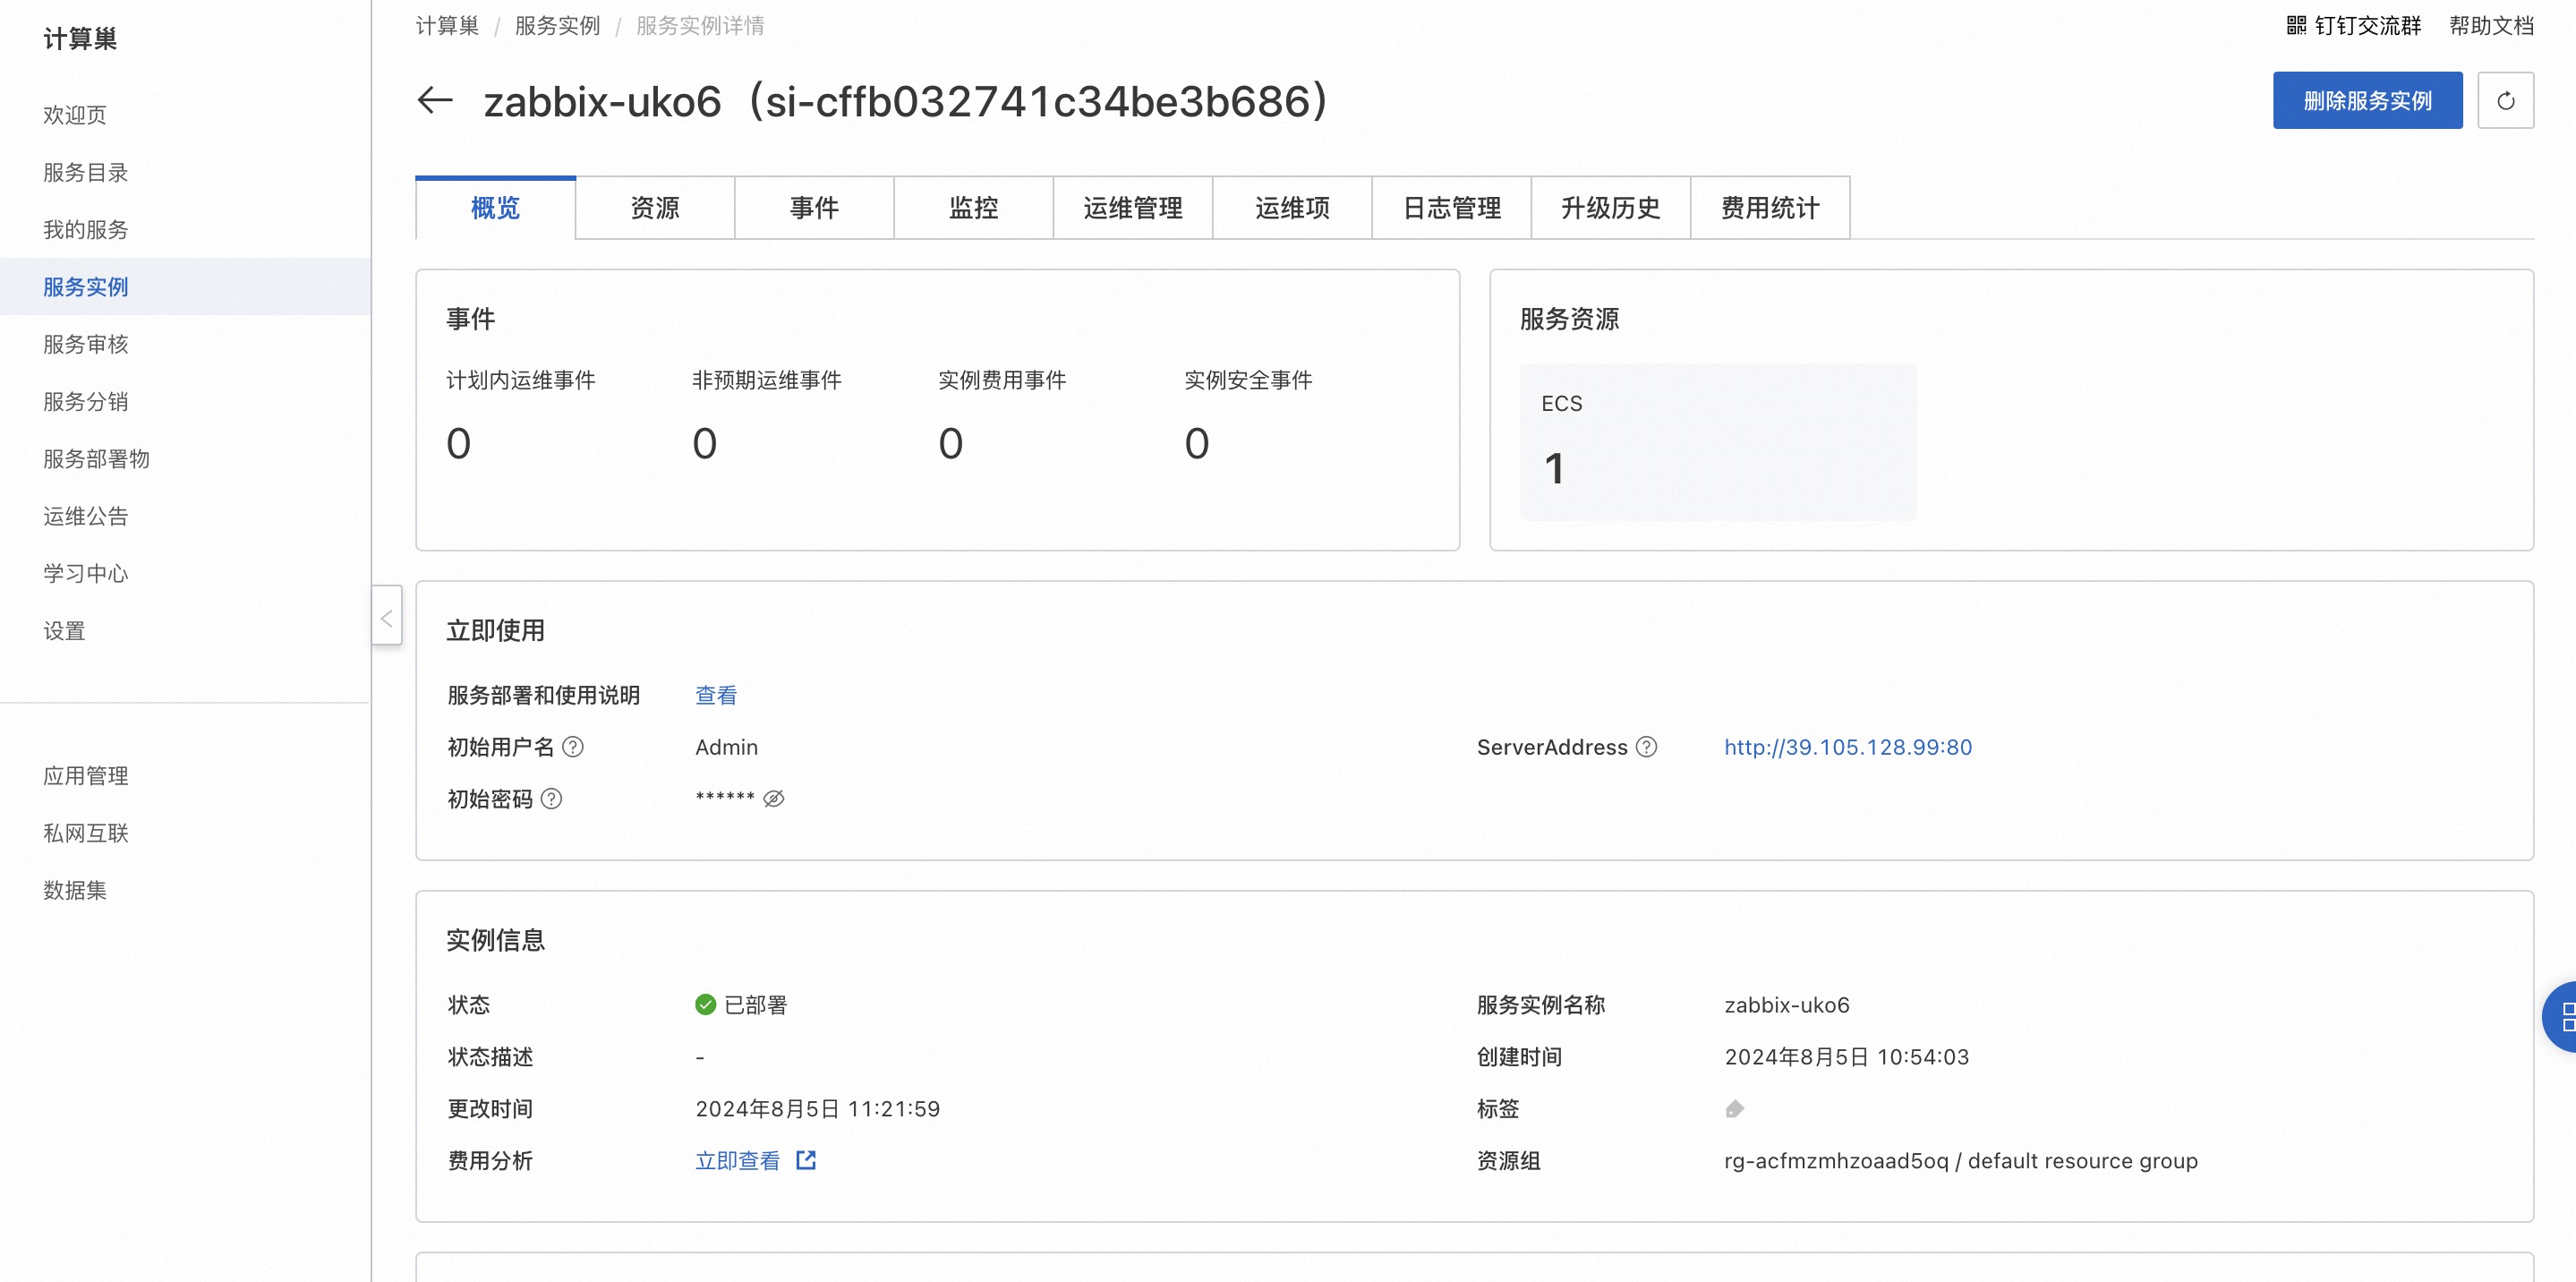 计算巢
欢迎页
服务目录
我的服务
服务实例
服务审核
服务分销
服务部署物
运维公告
学习中心
设置
应用管理
私网互联
数据集
计算巢 / 服务实例 / 服务实例详情
钉钉交流群 帮助文档
← zabbix-uko6（si-cffb032741c34be3b686）
删除服务实例
概览 资源 事件 监控 运维管理 运维项 日志管理 升级历史 费用统计
事件
计划内运维事件 非预期运维事件 实例费用事件 实例安全事件
0 0 0 0
服务资源
ECS
1
立即使用
服务部署和使用说明 查看
初始用户名 ? Admin ServerAddress ? http://39.105.128.99:80
初始密码 ? ******
实例信息
状态 已部署 服务实例名称 zabbix-uko6
状态描述 - 创建时间 2024年8月5日 10:54:03
更改时间 2024年8月5日 11:21:59 标签
费用分析 立即查看 资源组 rg-acfmzmhzoaad5oq / default resource group